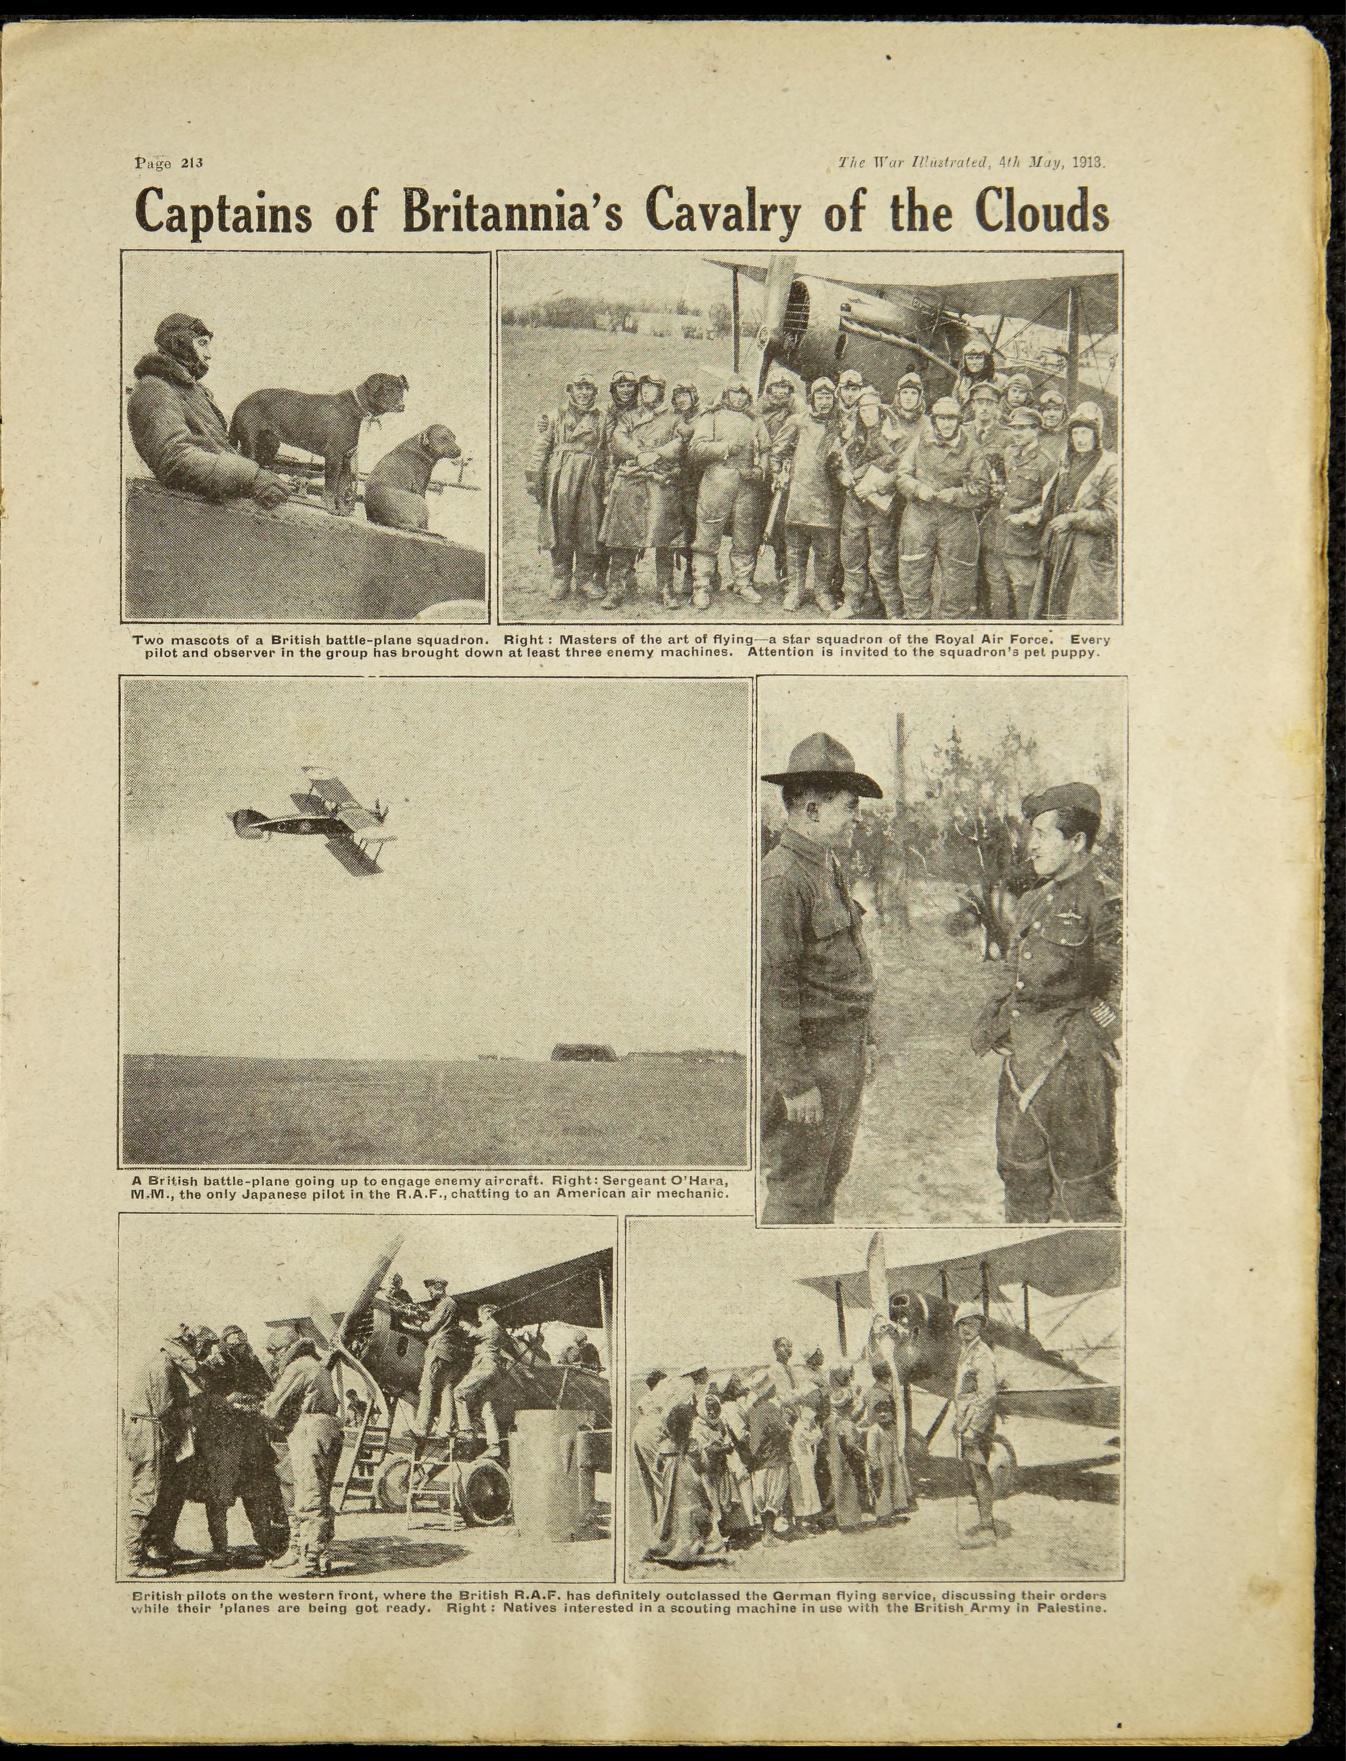 Page 213
The War Illustrated, 4th May, 1918.
Captains of Britannia's Cavalry of the Clouds
Two mascots of a British battle-plane squadron. Right: Masters of the art of flying—a star squadron of the Royal Air Force. Every
pilot and observer in the group has brought down at least three enemy machines. Attention is invited to the squadron's pet puppy.
A British battle-plane going up to engage enemy aircraft. Right: Sergeant O'Hara,
M.M., the only Japanese pilot in the R.A.F., chatting to an American air mechanic.
British pilots on the western front, where the British R.A.F. has definitely outclassed the German flying service, discussing their orders
while their 'planes are being got ready. Right: Natives interested in a scouting machine in use with the British Army in Palestine.